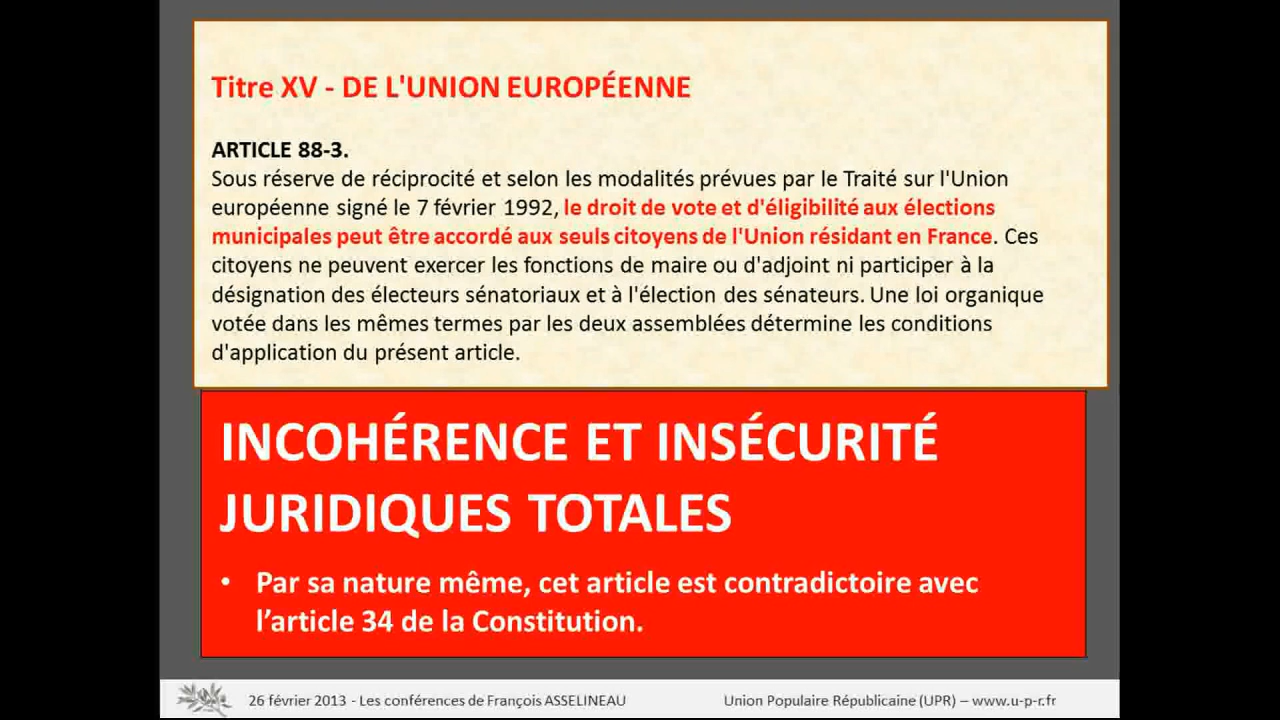 Titre XV - DE L'UNION EUROPÉENNE
ARTICLE 88-3.
Sous réserve de réciprocité et selon les modalités prévues par le Traité sur l'Union
européenne signé le 7 février 1992, le droit de vote et d'éligibilité aux élections
municipales peut être accordé aux seuls citoyens de l'Union résidant en France. Ces
citoyens ne peuvent exercer les fonctions de maire ou d'adjoint ni participer à la
désignation des électeurs sénatoriaux et à l'élection des sénateurs. Une loi organique
votée dans les mêmes termes par les deux assemblées détermine les conditions
d'application du présent article.
INCOHÉRENCE ET INSÉCURITÉ
JURIDIQUES TOTALES
• Par sa nature même, cet article est contradictoire avec
l’article 34 de la Constitution.
26 février 2013 - Les conférences de François ASSELINEAU Union Populaire Républicaine (UPR) – www.u-p-r.fr